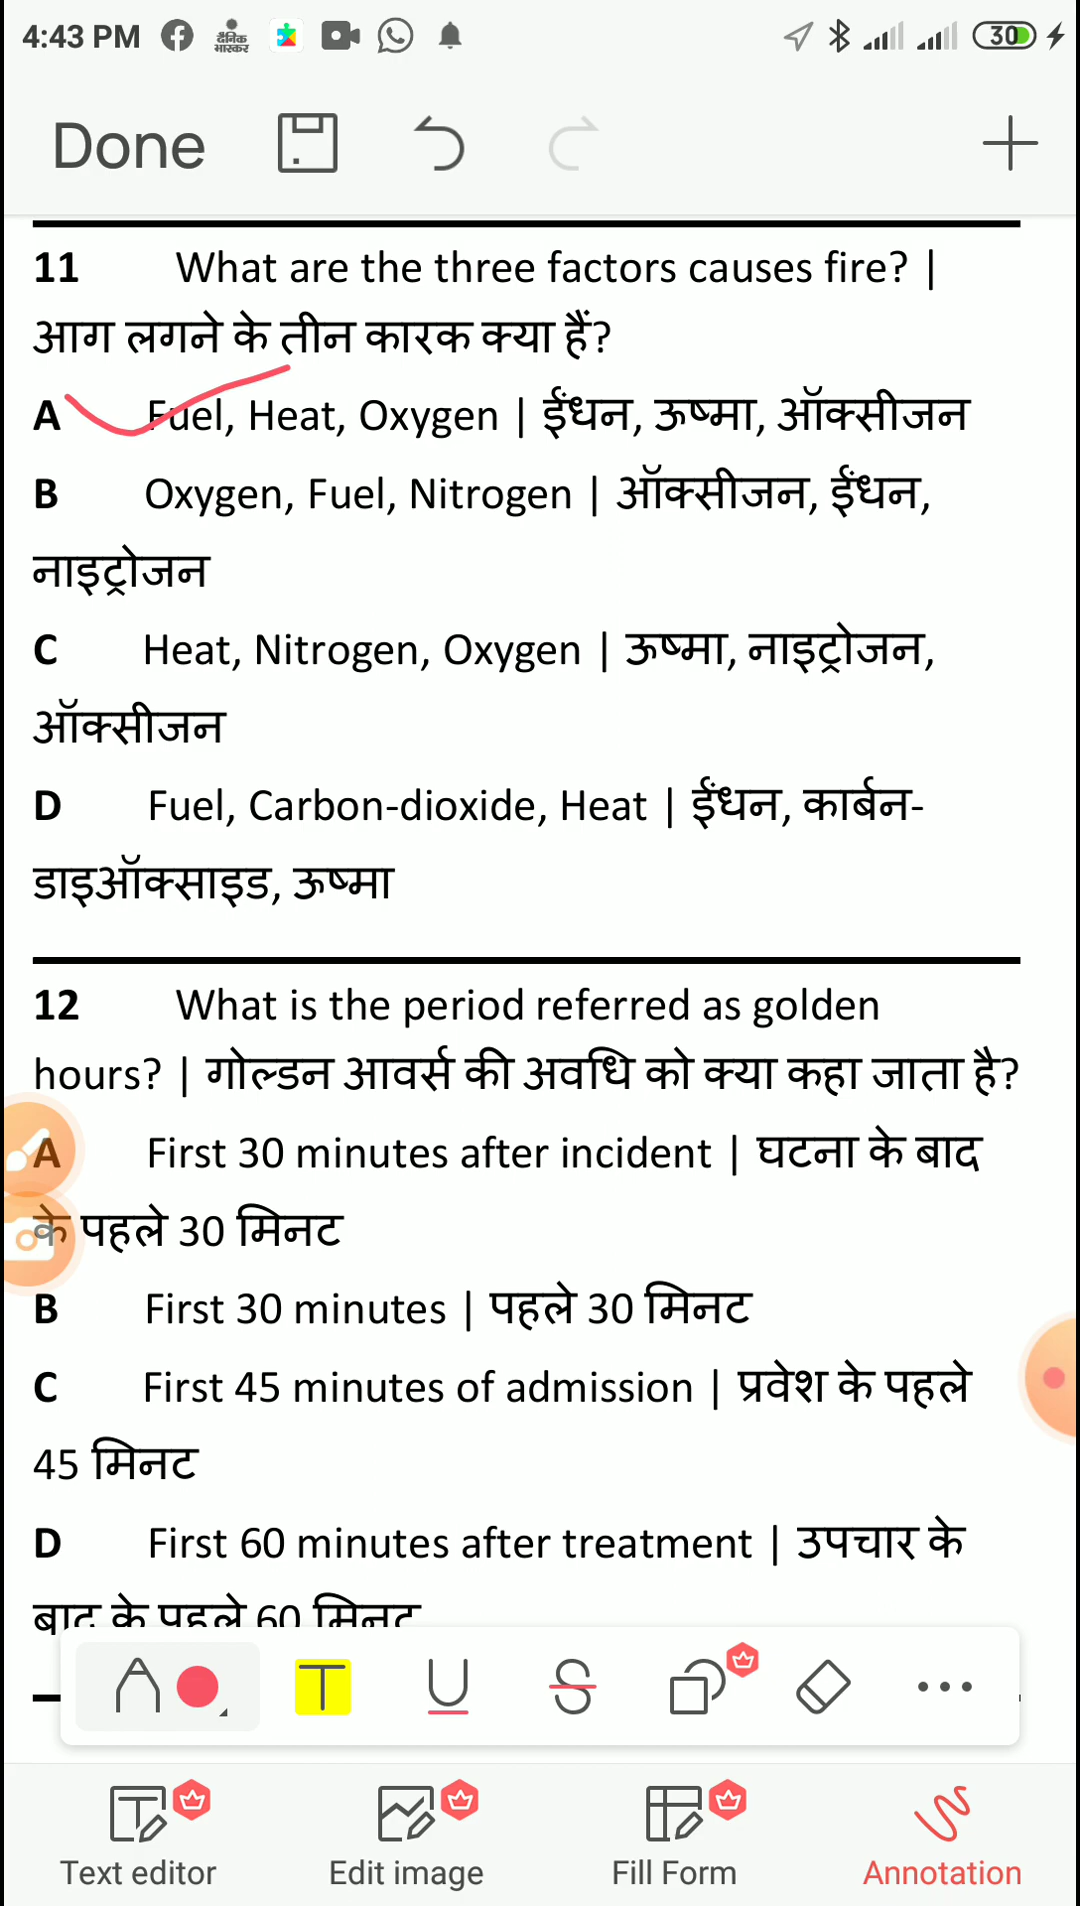 4:43 PM दैनिक भास्कर 30
Done
11 What are the three factors causes fire? |
आग लगने के तीन कारक क्या हैं?
A Fuel, Heat, Oxygen | ईंधन, ऊष्मा, ऑक्सीजन
B Oxygen, Fuel, Nitrogen | ऑक्सीजन, ईंधन,
नाइट्रोजन
C Heat, Nitrogen, Oxygen | ऊष्मा, नाइट्रोजन,
ऑक्सीजन
D Fuel, Carbon-dioxide, Heat | ईंधन, कार्बन-
डाइऑक्साइड, ऊष्मा
12 What is the period referred as golden
hours? | गोल्डन आवर्स की अवधि को क्या कहा जाता है?
A First 30 minutes after incident | घटना के बाद
के पहले 30 मिनट
B First 30 minutes | पहले 30 मिनट
C First 45 minutes of admission | प्रवेश के पहले
45 मिनट
D First 60 minutes after treatment | उपचार के
बाद के पहले 60 मिनट
Text editor Edit image Fill Form Annotation